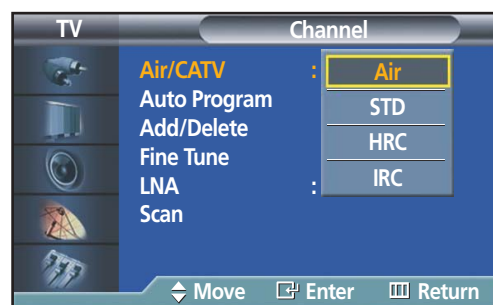 TV Channel
Air/CATV : Air
Auto Program STD
Add/Delete HRC
Fine Tune IRC
LNA :
Scan
Move Enter Return